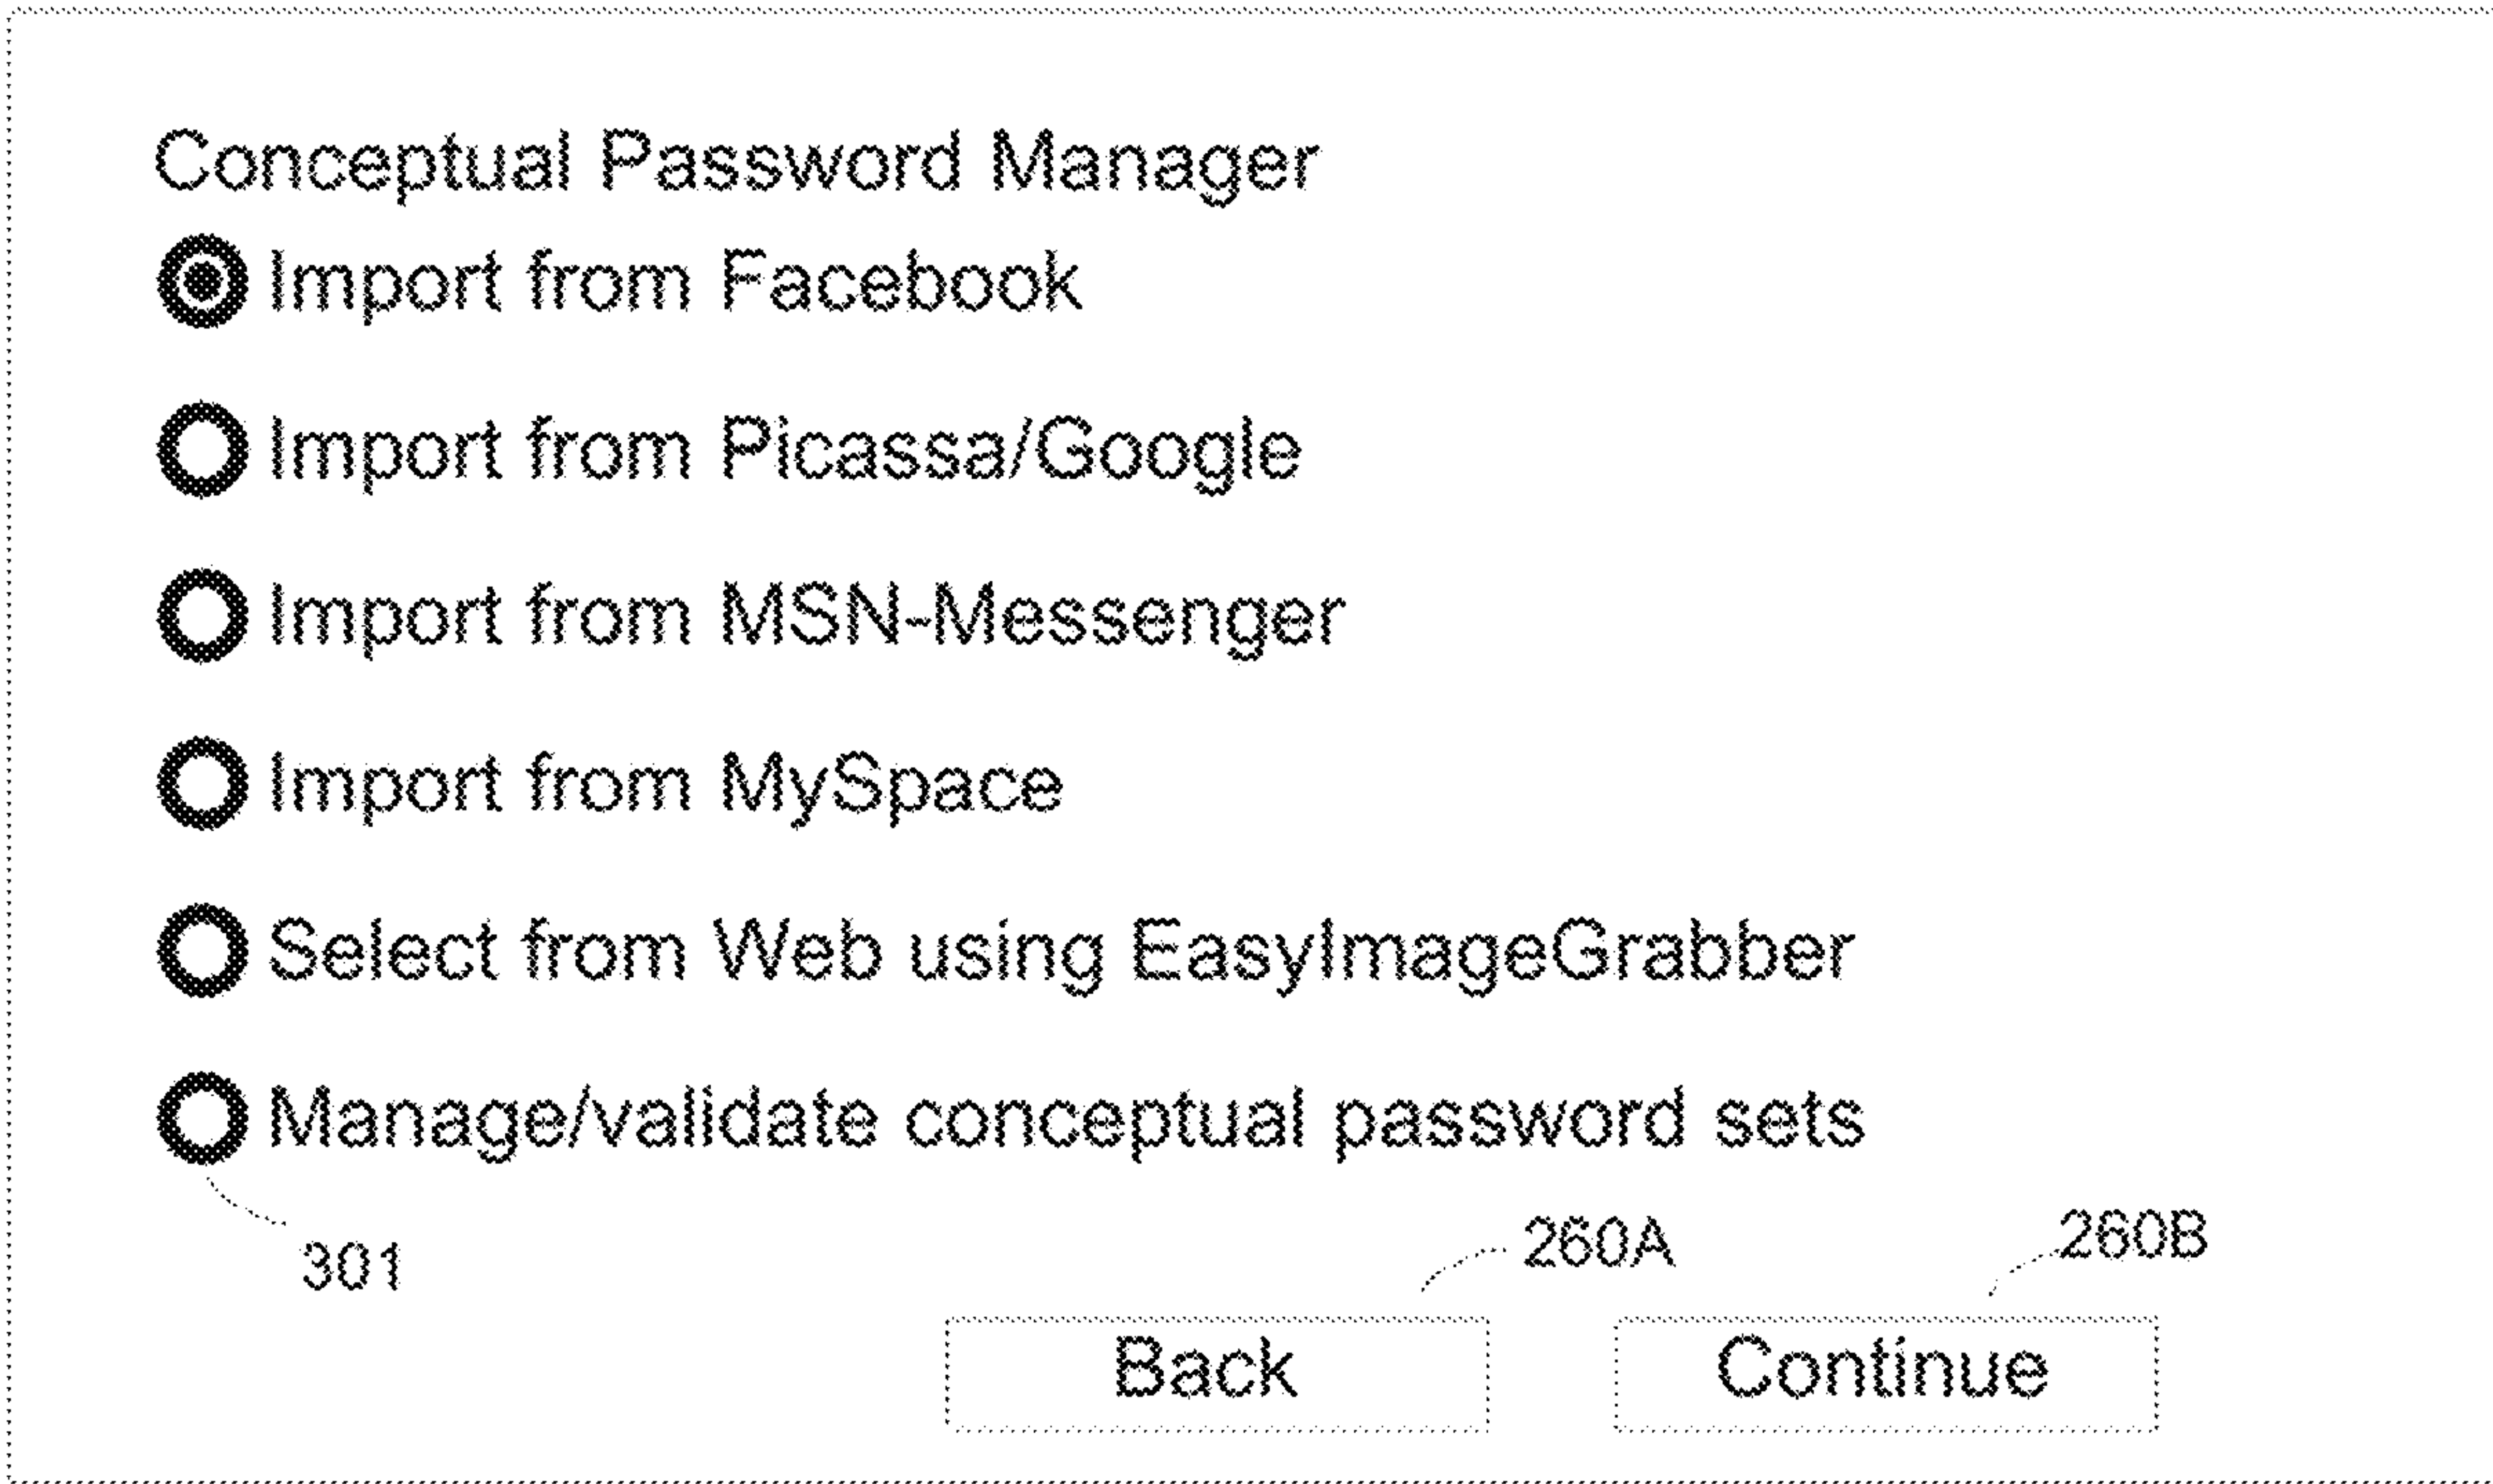 Conceptual Password Manager
Import from Facebook
Import from Picassa/Google
Import from MSN-Messenger
Import from MySpace
Select from Web using EasyImageGrabber
Manage/validate conceptual password sets
301
260A
260B
Back
Continue